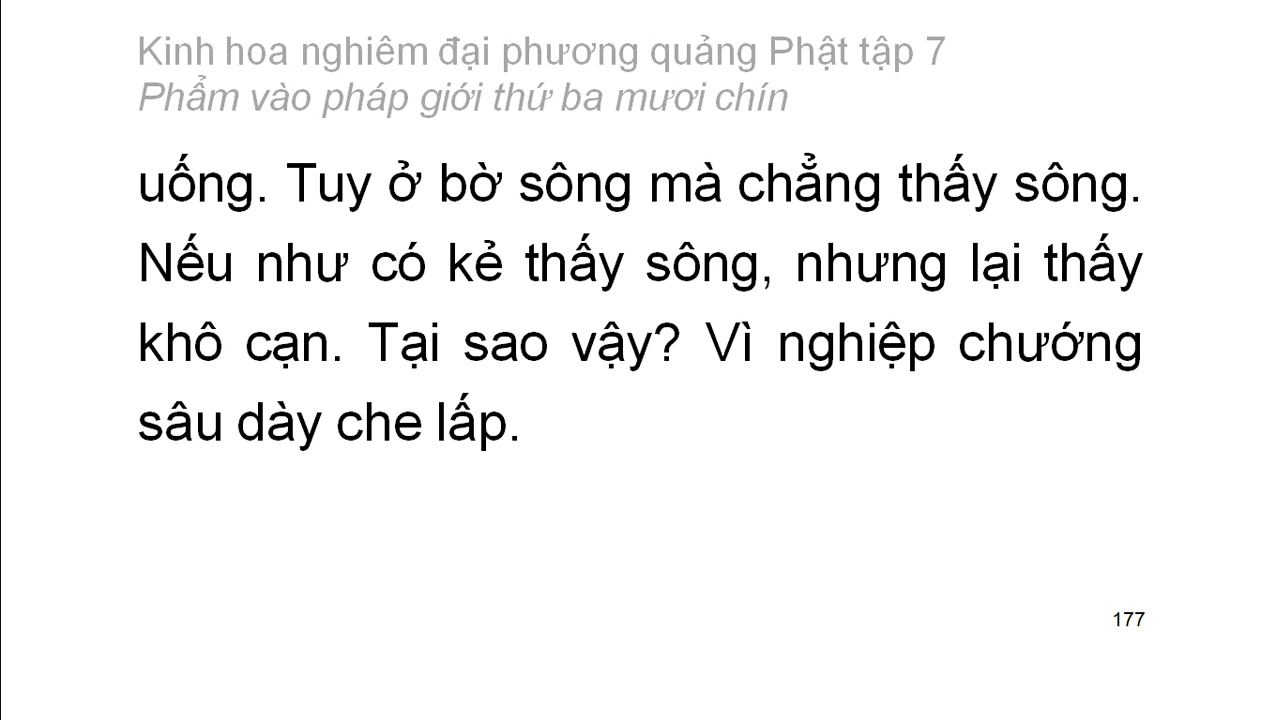 Kinh hoa nghiêm đại phương quảng Phật tập 7
Phẩm vào pháp giới thứ ba mươi chín
uống. Tuy ở bờ sông mà chẳng thấy sông.
Nếu như có kẻ thấy sông, nhưng lại thấy
khô cạn. Tại sao vậy? Vì nghiệp chướng
sâu dày che lấp.
177